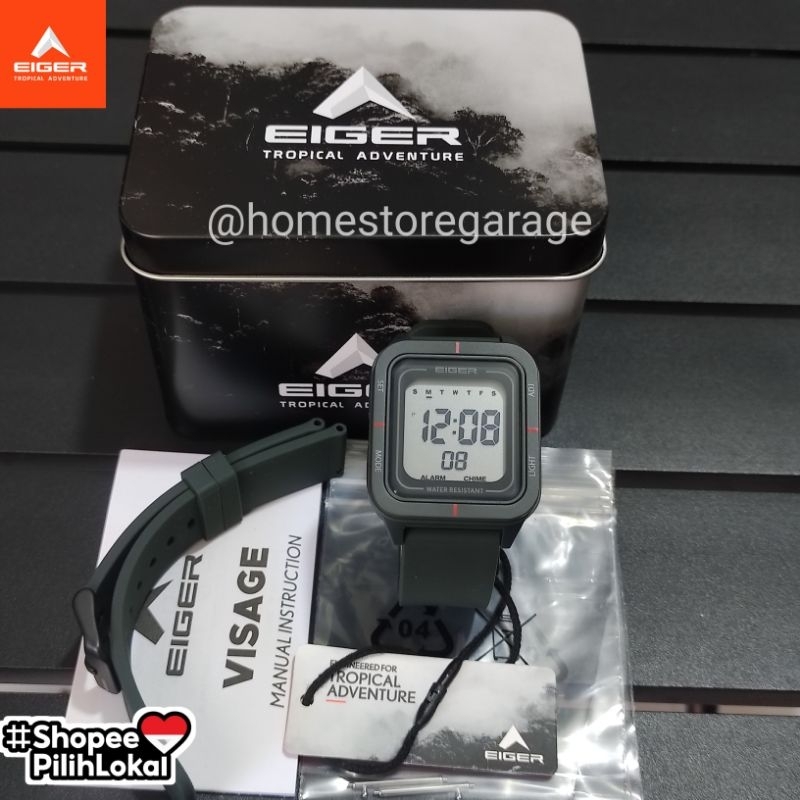 EIGER
TROPICAL ADVENTURE
EIGER
TROPICAL ADVENTURE
@homestoregarage
EIGER
TROPICAL AD
EIGER
SET
ADJ
S M T W T F S
P
12:08
08
MODE
LIGHT
ALARM CHIME
WATER RESISTANT
EIGER
VISAGE
MANUAL INSTRUCTION
04
ENGINEERED FOR
TROPICAL
ADVENTURE
EIGER
#Shopee
PilihLokal